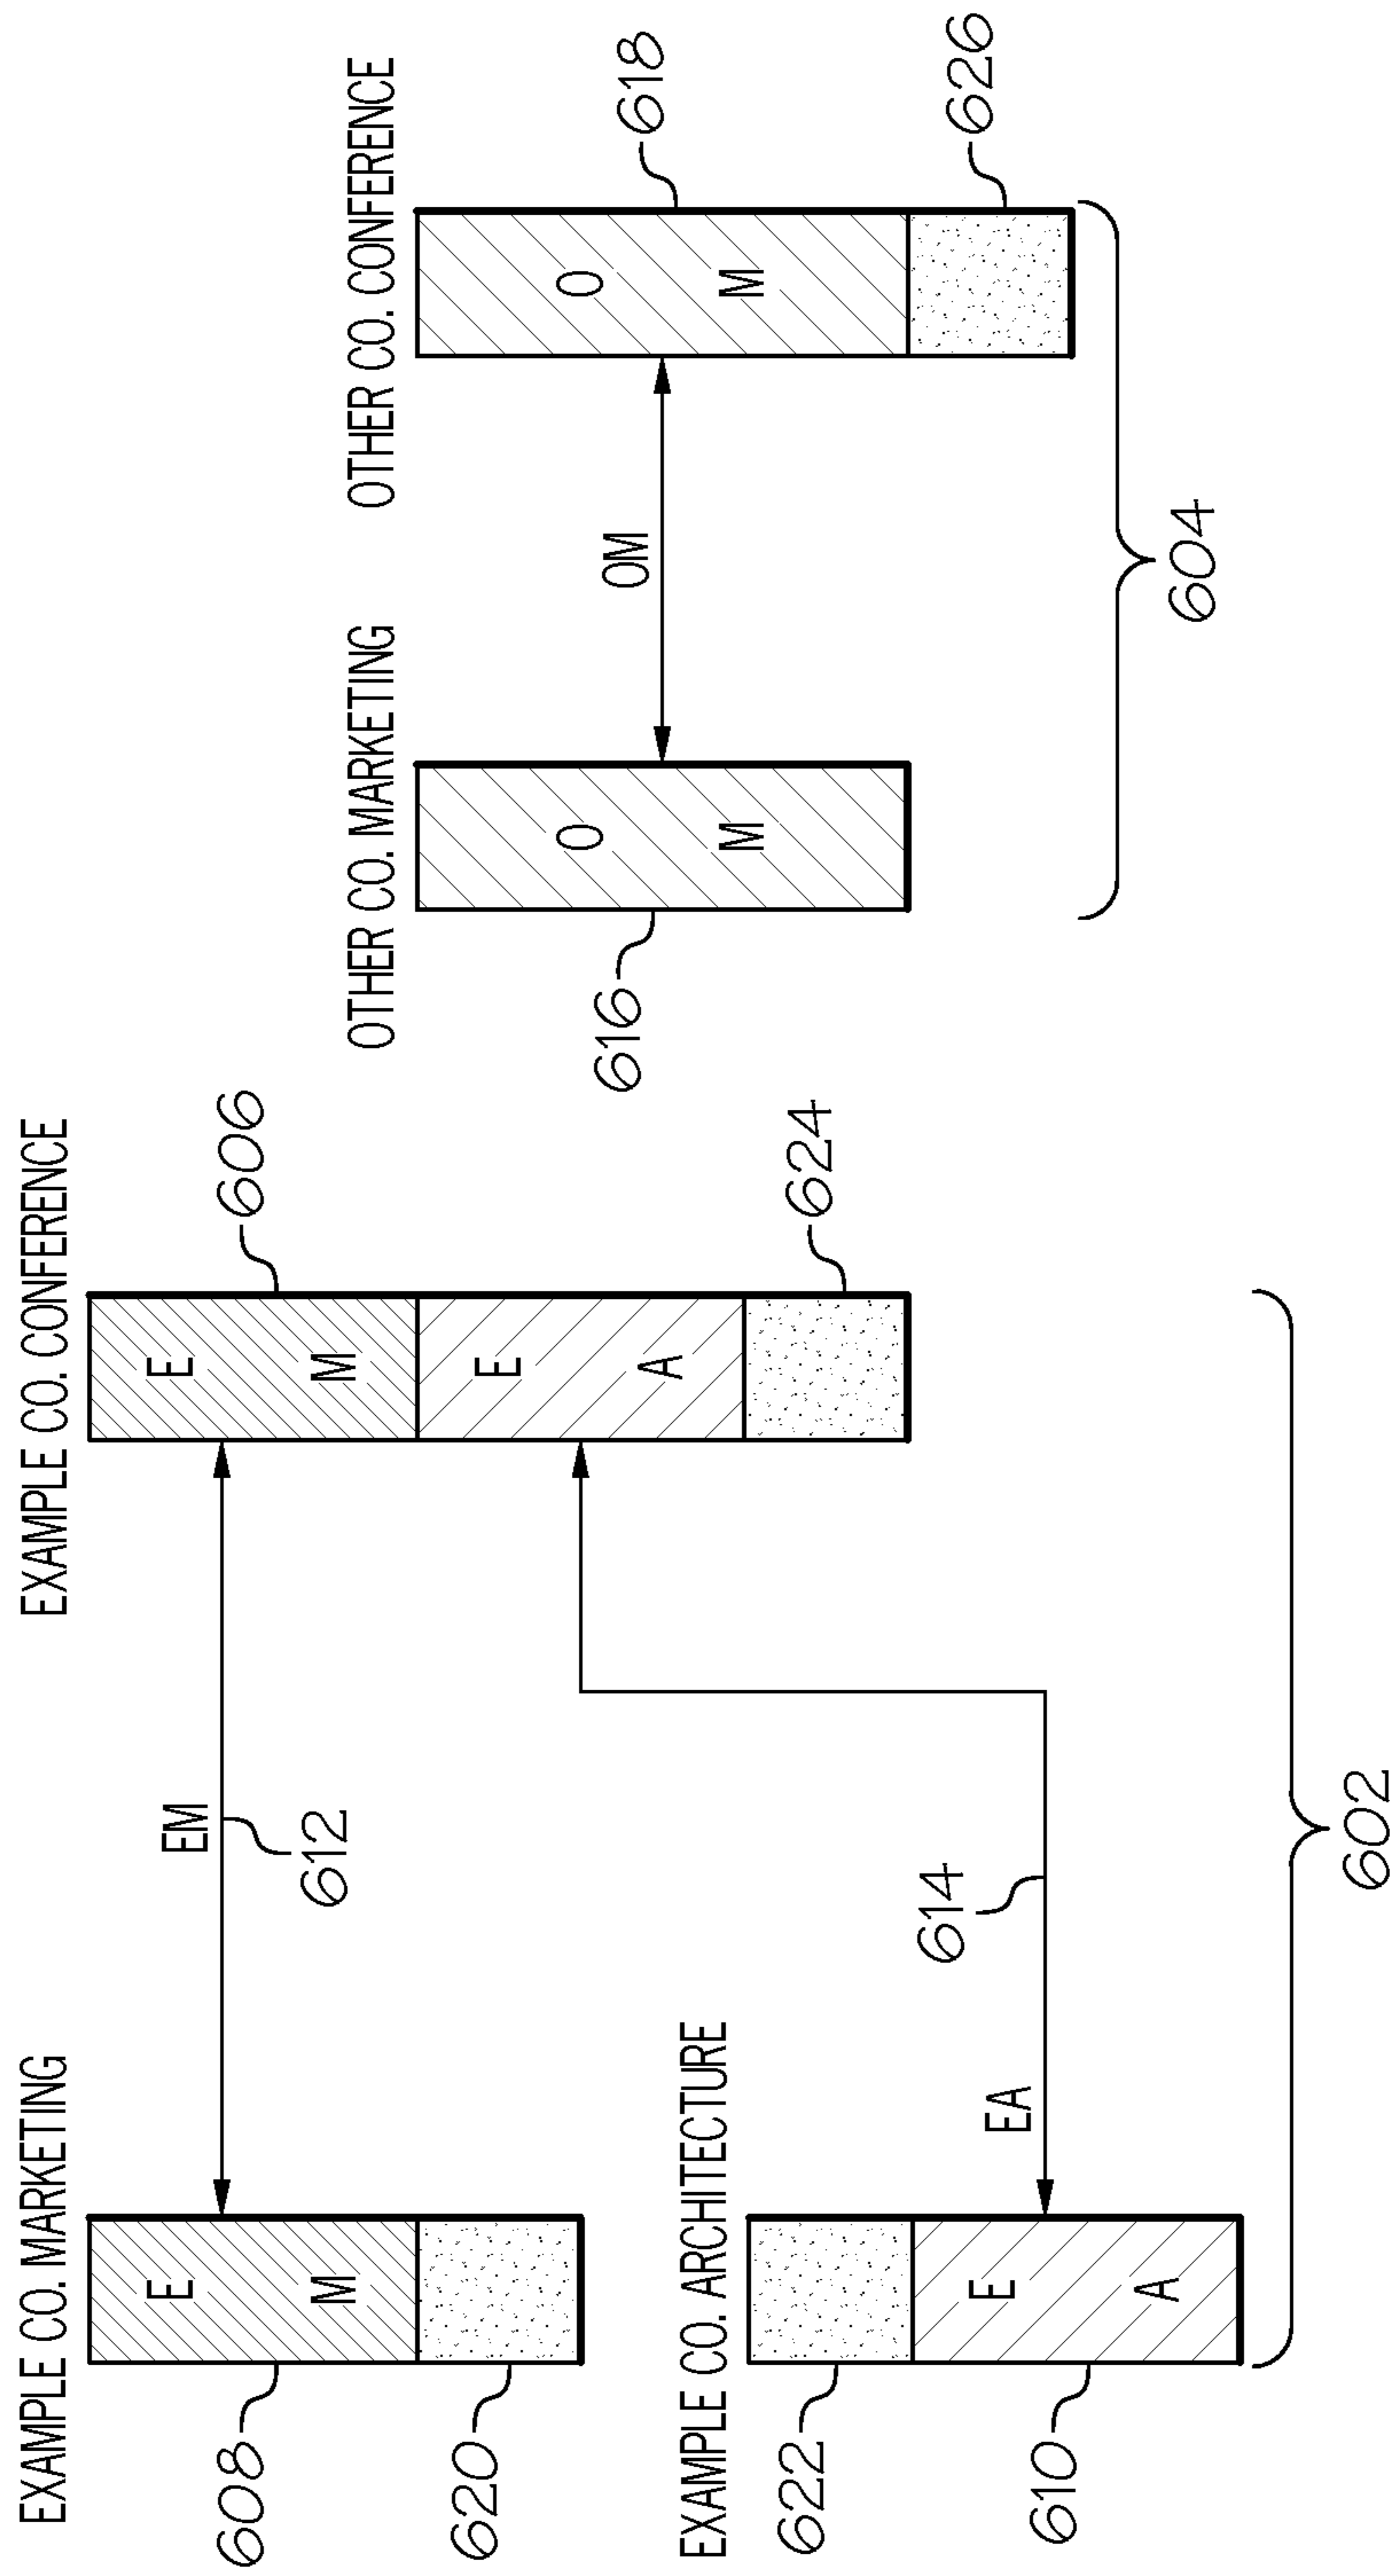 EXAMPLE CO. MARKETING
608
E
M
620
EM
612
EXAMPLE CO. CONFERENCE
E
M
E
A
606
624
EXAMPLE CO. ARCHITECTURE
622
610
E
A
EA
614
602
OTHER CO. MARKETING
616
O
M
OM
OTHER CO. CONFERENCE
O
M
618
626
604